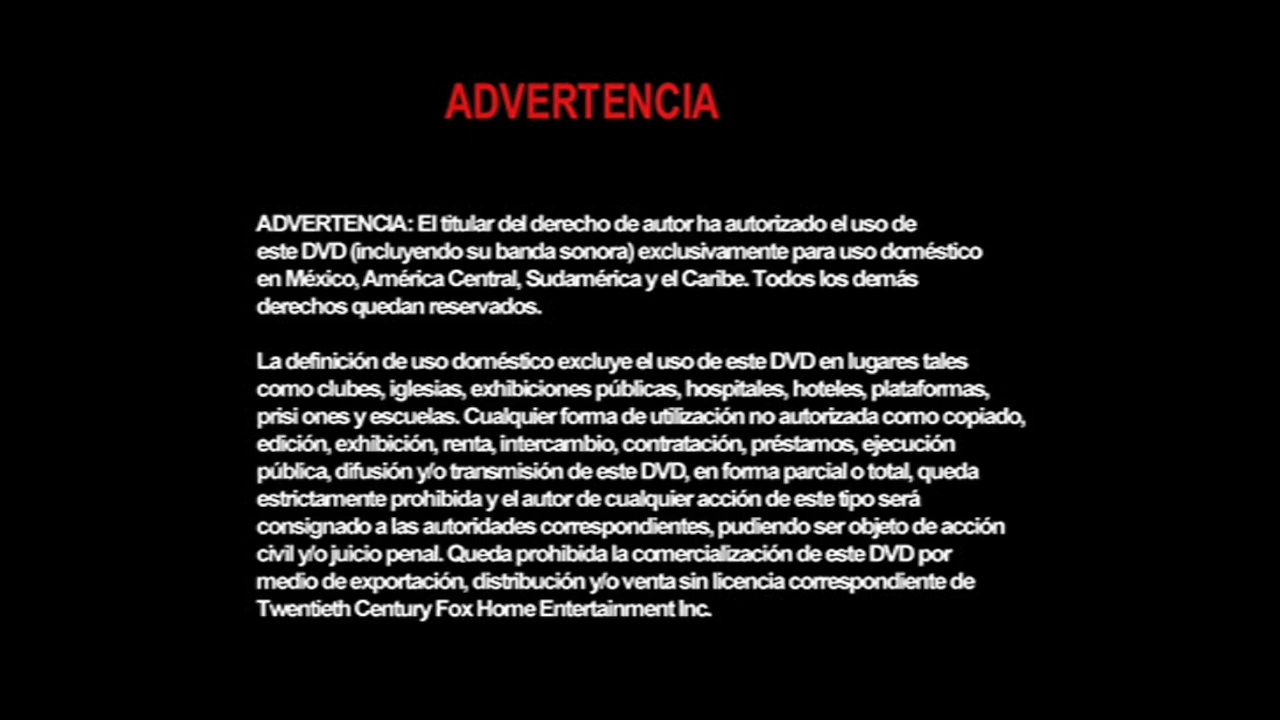 ADVERTENCIA
ADVERTENCIA: El titular del derecho de autor ha autorizado el uso de
este DVD (incluyendo su banda sonora) exclusivamente para uso doméstico
en México, América Central, Sudamérica y el Caribe. Todos los demás
derechos quedan reservados.
La definición de uso doméstico excluye el uso de este DVD en lugares tales
como clubes, iglesias, exhibiciones públicas, hospitales, hoteles, plataformas,
prisi ones y escuelas. Cualquier forma de utilización no autorizada como copiado,
edición, exhibición, renta, intercambio, contratación, préstamos, ejecución
pública, difusión y/o transmisión de este DVD, en forma parcial o total, queda
estrictamente prohibida y el autor de cualquier acción de este tipo será
consignado a las autoridades correspondientes, pudiendo ser objeto de acción
civil y/o juicio penal. Queda prohibida la comercialización de este DVD por
medio de exportación, distribución y/o venta sin licencia correspondiente de
Twentieth Century Fox Home Entertainment Inc.